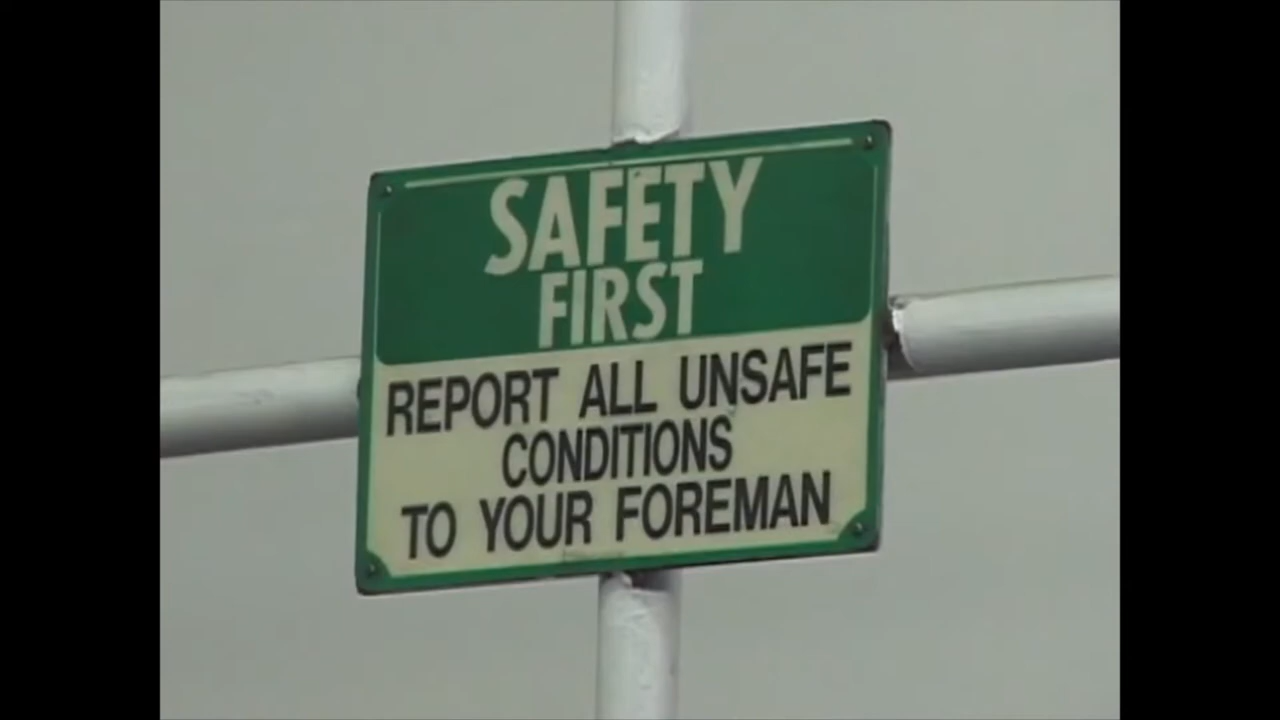 SAFETY
FIRST
REPORT ALL UNSAFE
CONDITIONS
TO YOUR FOREMAN